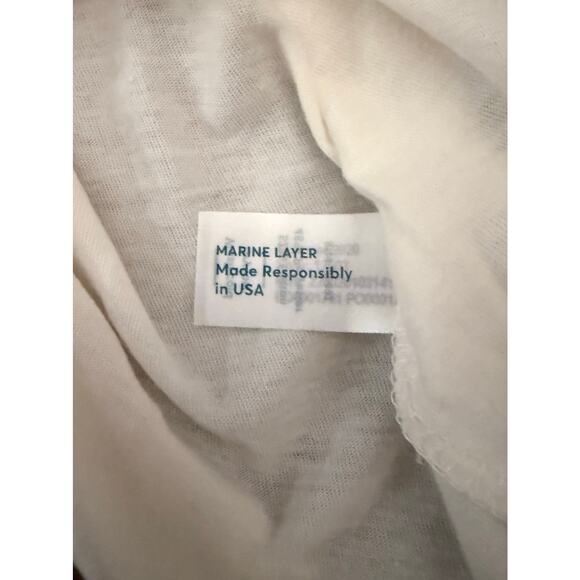 MARINE LAYER
Made Responsibly
in USA